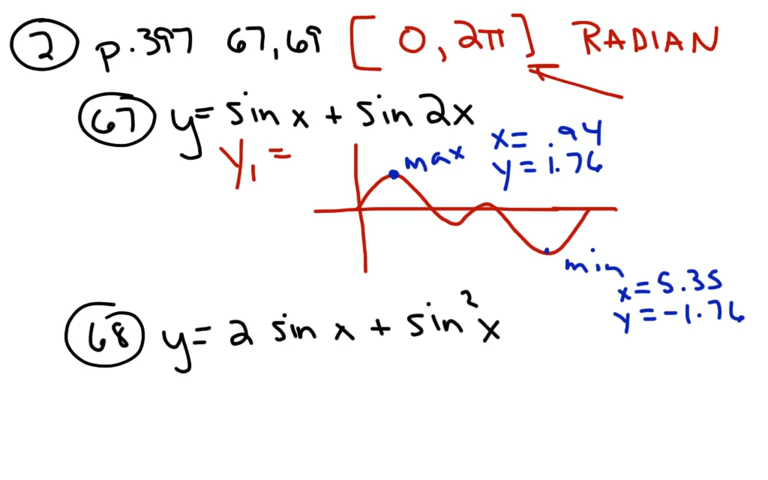 2 p.397 67,69 [0, 2π] RADIAN
67 y= sin x + sin 2x
y₁ =
max
x= .94
y= 1.76
min
x=5.35
y=-1.76
68 y= 2 sin x + sin² x